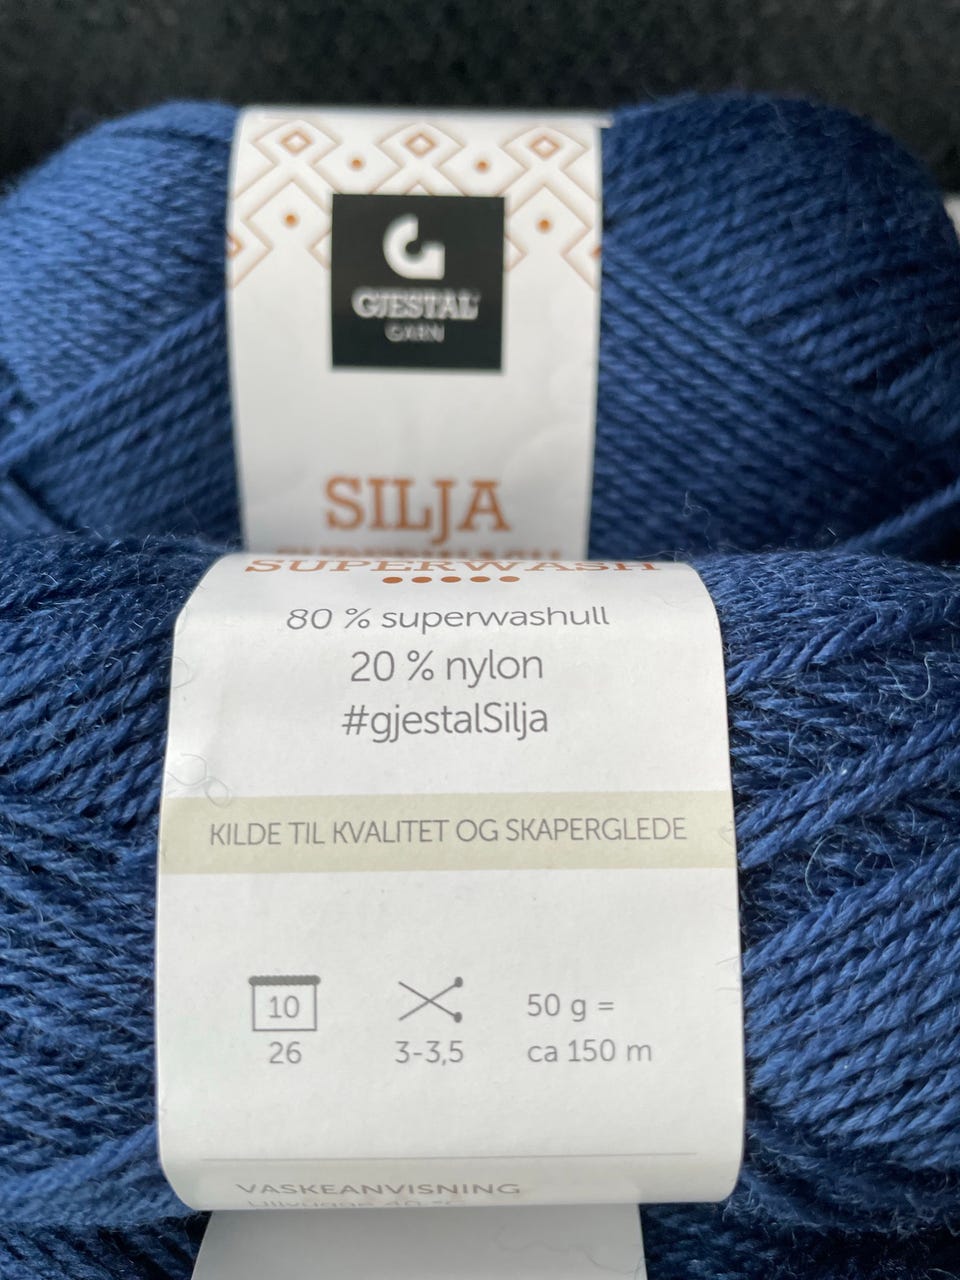 GJESTAL
GARN
SILJA
SUPERWASH
SUPERWASH
80 % superwashull
20 % nylon
#gjestalSilja
KILDE TIL KVALITET OG SKAPERGLEDE
10
26
3-3,5
50 g =
ca 150 m
VASKEANVISNING